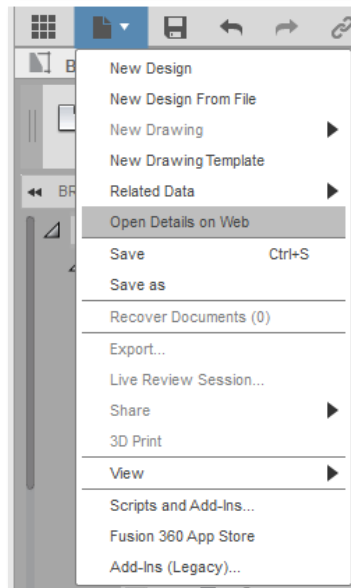 B
New Design
New Design From File
New Drawing
New Drawing Template
Related Data
BR
Open Details on Web
Save Ctrl+S
Save as
Recover Documents (0)
Export...
Live Review Session...
Share
3D Print
View
Scripts and Add-Ins...
Fusion 360 App Store
Add-Ins (Legacy)...